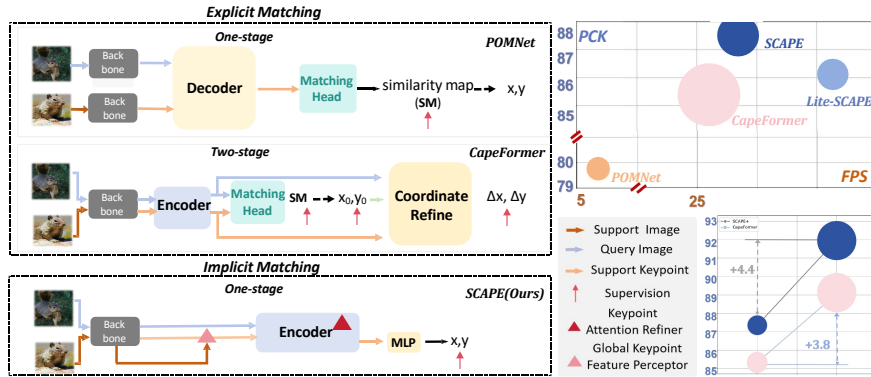 Explicit Matching
One-stage
POMNet
Back
bone
Back
bone
Decoder
Matching
Head
similarity map
(SM)
x,y
Two-stage
CapeFormer
Back
bone
Encoder
Matching
Head
SM
x₀,y₀
Coordinate
Refine
Δx, Δy
Implicit Matching
One-stage
SCAPE(Ours)
Back
bone
Encoder
MLP
x,y
88
87
86
85
80
79
PCK
SCAPE
Lite-SCAPE
CapeFormer
POMNet
FPS
5
25
Support Image
Query Image
Support Keypoint
Supervision
Keypoint
Attention Refiner
Global Keypoint
Feature Perceptor
93
92
91
90
89
88
87
86
85
SCAPE+
CapeFormer
+4.4
+3.8